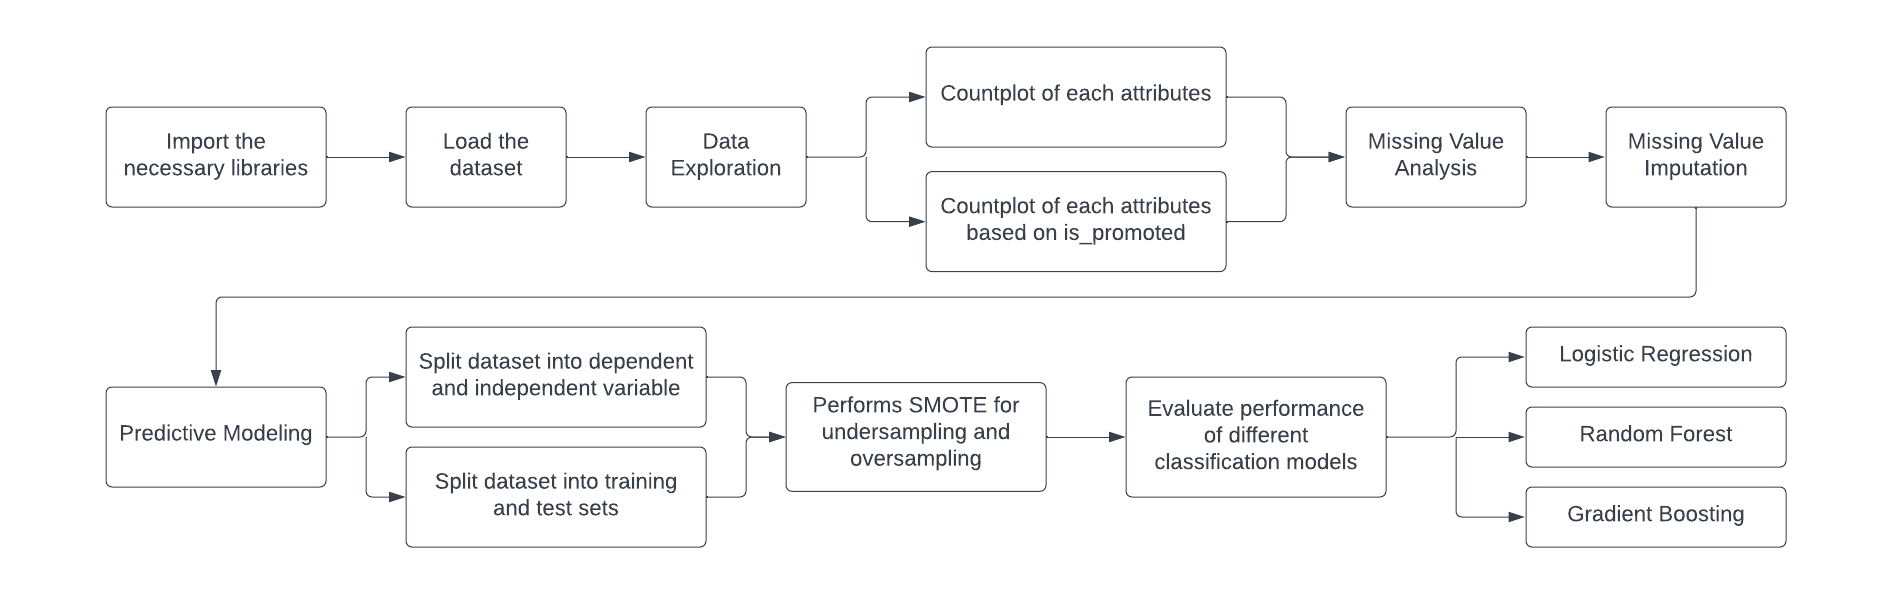 Import the
necessary libraries
Load the
dataset
Data
Exploration
Countplot of each attributes
Countplot of each attributes
based on is_promoted
Missing Value
Analysis
Missing Value
Imputation
Predictive Modeling
Split dataset into dependent
and independent variable
Split dataset into training
and test sets
Performs SMOTE for
undersampling and
oversampling
Evaluate performance
of different
classification models
Logistic Regression
Random Forest
Gradient Boosting